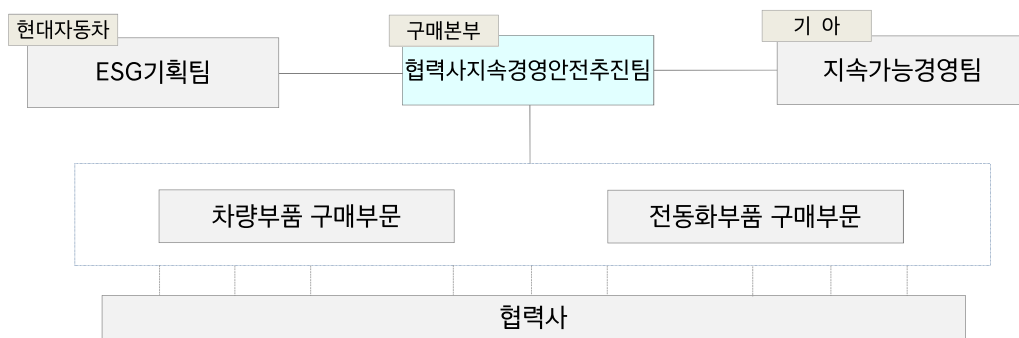 현대자동차
ESG기획팀
구매본부
협력사지속경영안전추진팀
기 아
지속가능경영팀
차량부품 구매부문
전동화부품 구매부문
협력사